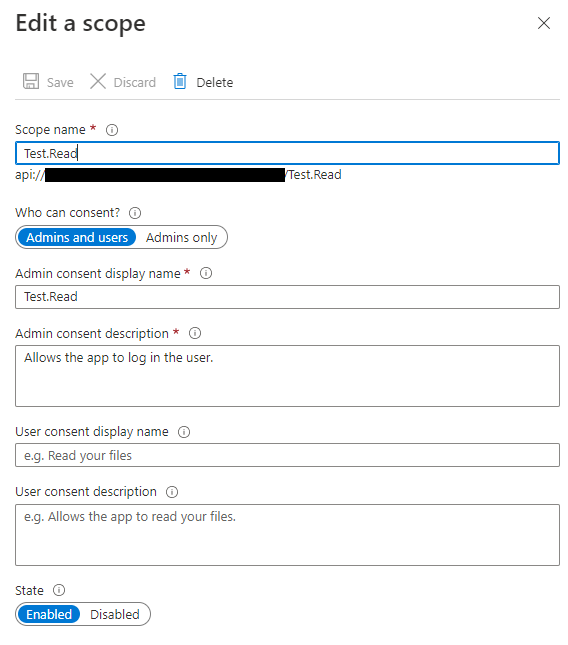 Edit a scope
Save Discard Delete
Scope name *
Test.Read
api:// /Test.Read
Who can consent?
Admins and users Admins only
Admin consent display name *
Test.Read
Admin consent description *
Allows the app to log in the user.
User consent display name
e.g. Read your files
User consent description
e.g. Allows the app to read your files.
State
Enabled Disabled